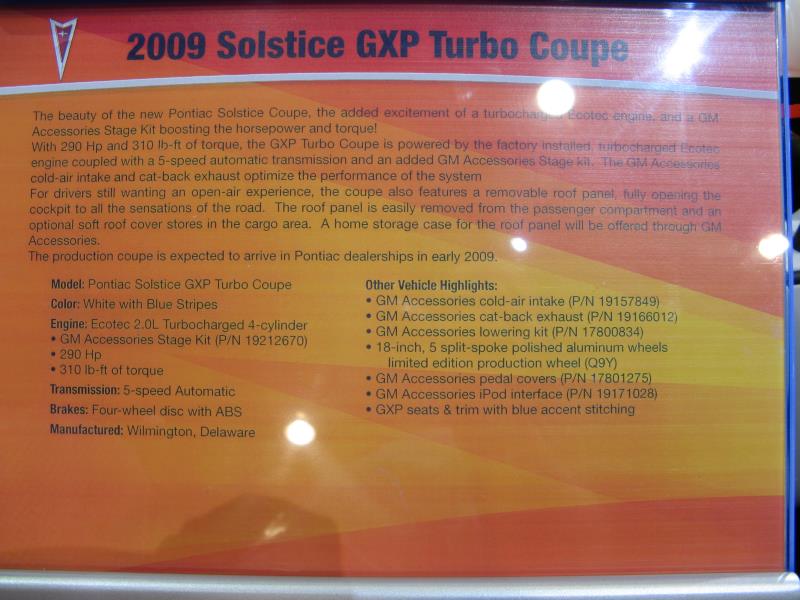 2009 Solstice GXP Turbo Coupe
The beauty of the new Pontiac Solstice Coupe, the added excitement of a turbocharged Ecotec engine, and a GM
Accessories Stage Kit boosting the horsepower and torque!
With 290 Hp and 310 lb-ft of torque, the GXP Turbo Coupe is powered by the factory installed, turbocharged Ecotec
engine coupled with a 5-speed automatic transmission and an added GM Accessories Stage kit. The GM Accessories
cold-air intake and cat-back exhaust optimize the performance of the system
For drivers still wanting an open-air experience, the coupe also features a removable roof panel, fully opening the
cockpit to all the sensations of the road. The roof panel is easily removed from the passenger compartment and an
optional soft roof cover stores in the cargo area. A home storage case for the roof panel will be offered through GM
Accessories.
The production coupe is expected to arrive in Pontiac dealerships in early 2009.
Model: Pontiac Solstice GXP Turbo Coupe
Color: White with Blue Stripes
Engine: Ecotec 2.0L Turbocharged 4-cylinder
• GM Accessories Stage Kit (P/N 19212670)
• 290 Hp
• 310 lb-ft of torque
Transmission: 5-speed Automatic
Brakes: Four-wheel disc with ABS
Manufactured: Wilmington, Delaware
Other Vehicle Highlights:
• GM Accessories cold-air intake (P/N 19157849)
• GM Accessories cat-back exhaust (P/N 19166012)
• GM Accessories lowering kit (P/N 17800834)
• 18-inch, 5 split-spoke polished aluminum wheels
limited edition production wheel (Q9Y)
• GM Accessories pedal covers (P/N 17801275)
• GM Accessories iPod interface (P/N 19171028)
• GXP seats & trim with blue accent stitching